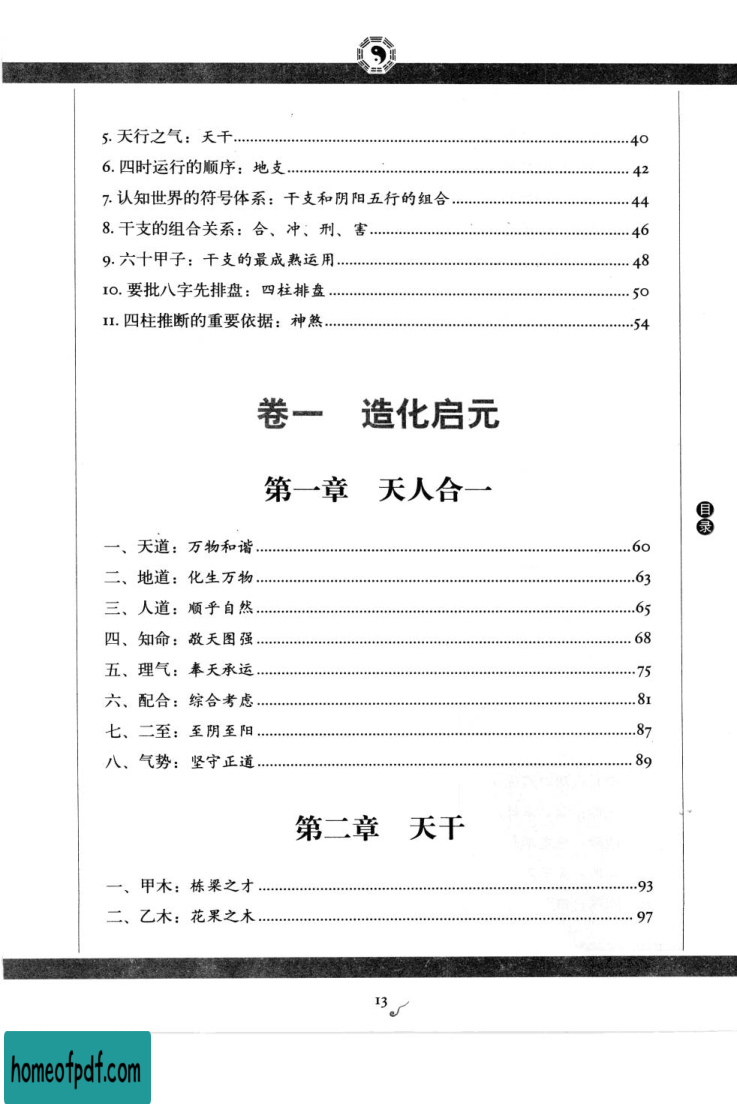 5. 天行之气：天干……40
6. 四时运行的顺序：地支……42
7. 认知世界的符号体系：干支和阴阳五行的组合……44
8. 干支的组合关系：合、冲、刑、害……46
9. 六十甲子：干支的最成熟运用……48
10. 要批八字先排盘：四柱排盘……50
11. 四柱推断的重要依据：神煞……54
卷一 造化启元
第一章 天人合一
一、天道：万物和谐……60
二、地道：化生万物……63
三、人道：顺乎自然……65
四、知命：敬天图强……68
五、理气：奉天承运……75
六、配合：综合考虑……81
七、二至：至阴至阳……87
八、气势：坚守正道……89
第二章 天干
一、甲木：栋梁之才……93
二、乙木：花果之木……97
目录
13
homeofpdf.com